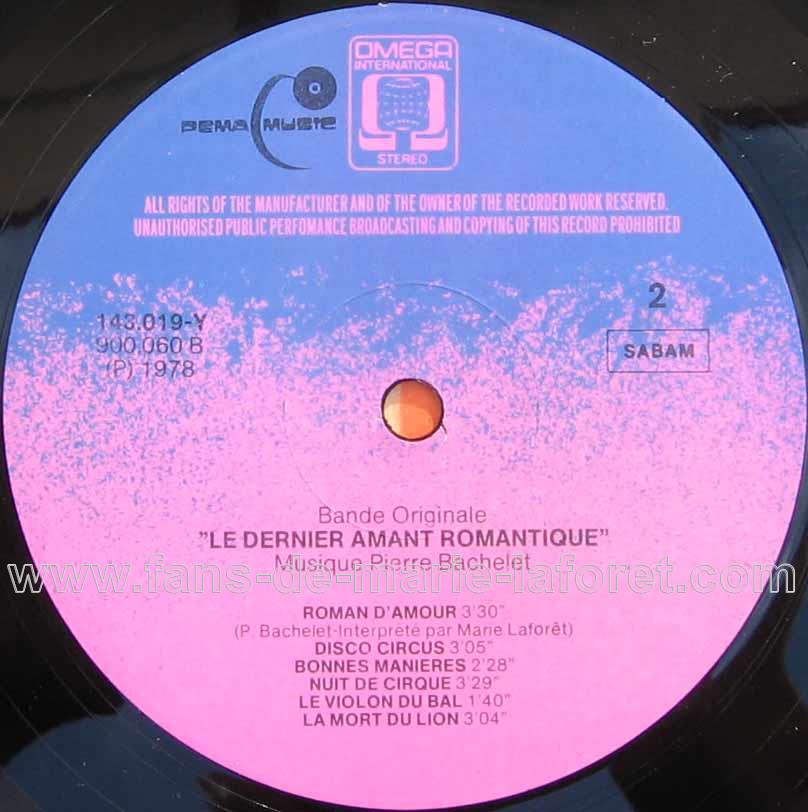 OMEGA
INTERNATIONAL
STEREO
PEMA MUSIC
ALL RIGHTS OF THE MANUFACTURER AND OF THE OWNER OF THE RECORDED WORK RESERVED.
UNAUTHORISED PUBLIC PERFOMANCE BROADCASTING AND COPYING OF THIS RECORD PROHIBITED
143.019-Y
900.060 B
(P) 1978
2
SABAM
Bande Originale
"LE DERNIER AMANT ROMANTIQUE"
Musique Pierre Bachelet
www.fans-de-marie-laforet.com
ROMAN D'AMOUR 3'30"
(P. Bachelet-Interprété par Marie Laforêt)
DISCO CIRCUS 3'05"
BONNES MANIERES 2'28"
NUIT DE CIRQUE 3'29"
LE VIOLON DU BAL 1'40"
LA MORT DU LION 3'04"